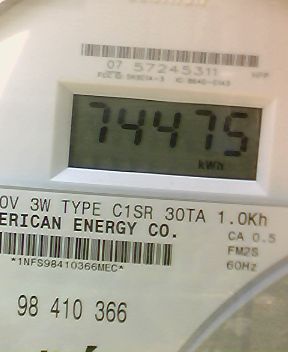 07 57245311
74475
kWh
0V 3W TYPE C1SR 30TA 1.0Kh
ERICAN ENERGY CO.
CA 0.5
FM2S
60Hz
*1NFS98410366MEC*
98 410 366